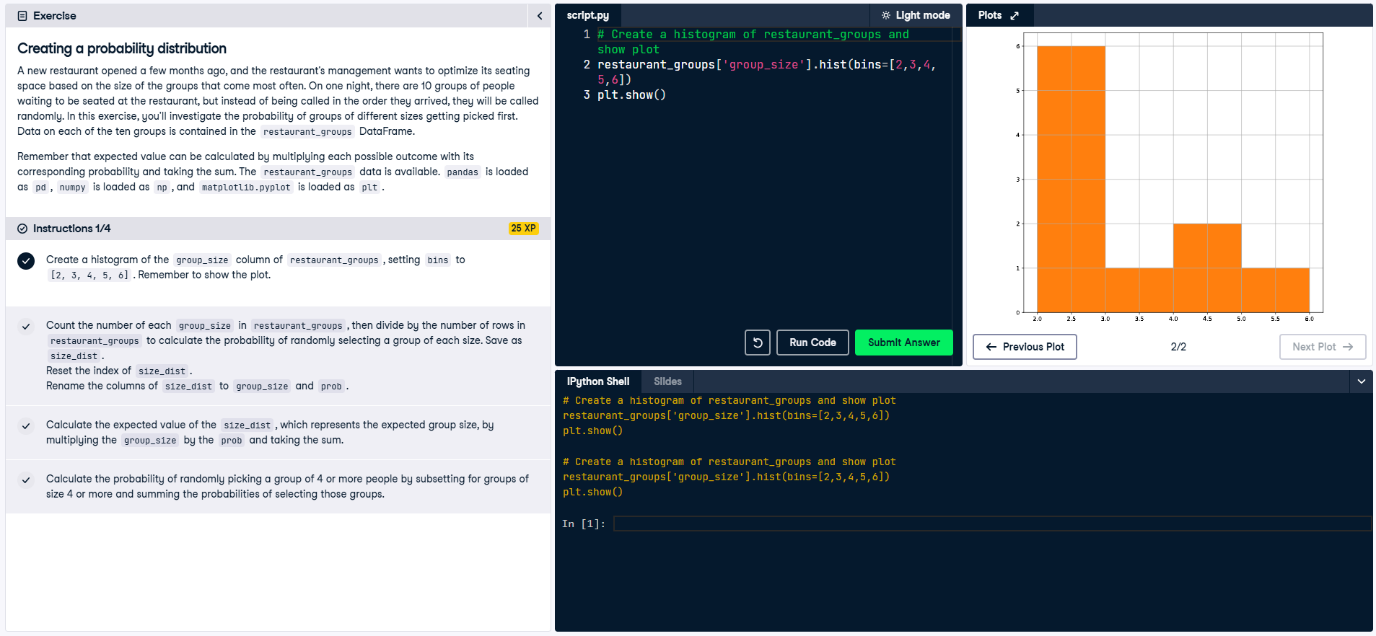 Exercise
Creating a probability distribution
A new restaurant opened a few months ago, and the restaurant's management wants to optimize its seating
space based on the size of the groups that come most often. On one night, there are 10 groups of people
waiting to be seated at the restaurant, but instead of being called in the order they arrived, they will be called
randomly. In this exercise, you'll investigate the probability of groups of different sizes getting picked first.
Data on each of the ten groups is contained in the restaurant_groups DataFrame.
Remember that expected value can be calculated by multiplying each possible outcome with its
corresponding probability and taking the sum. The restaurant_groups data is available. pandas is loaded
as pd, numpy is loaded as np, and matplotlib.pyplot is loaded as plt.
Instructions 1/4
25 XP
Create a histogram of the group_size column of restaurant_groups, setting bins to
[2, 3, 4, 5, 6]. Remember to show the plot.
Count the number of each group_size in restaurant_groups, then divide by the number of rows in
restaurant_groups to calculate the probability of randomly selecting a group of each size. Save as
size_dist.
Reset the index of size_dist.
Rename the columns of size_dist to group_size and prob.
Calculate the expected value of the size_dist, which represents the expected group size, by
multiplying the group_size by the prob and taking the sum.
Calculate the probability of randomly picking a group of 4 or more people by subsetting for groups of
size 4 or more and summing the probabilities of selecting those groups.
script.py
Light mode
1 # Create a histogram of restaurant_groups and
show plot
2 restaurant_groups['group_size'].hist(bins=[2,3,4,
5,6])
3 plt.show()
Run Code
Submit Answer
Plots
6
5
4
3
2
1
0
2.0 2.5 3.0 3.5 4.0 4.5 5.0 5.5 6.0
← Previous Plot
2/2
Next Plot →
IPython Shell
Slides
# Create a histogram of restaurant_groups and show plot
restaurant_groups['group_size'].hist(bins=[2,3,4,5,6])
plt.show()
# Create a histogram of restaurant_groups and show plot
restaurant_groups['group_size'].hist(bins=[2,3,4,5,6])
plt.show()
In [1]: